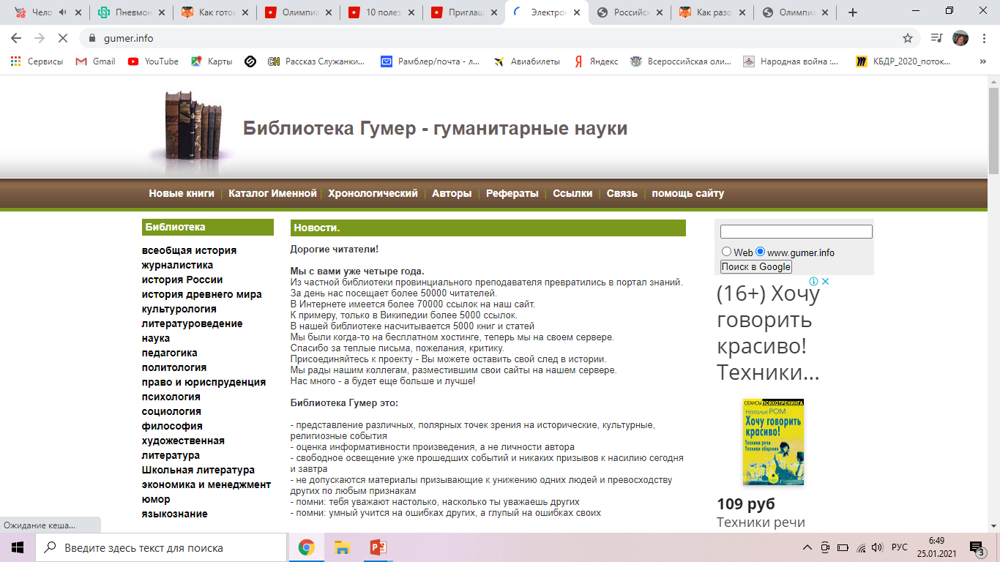 Чело
Пневмон
Как готов
Олимпиа
10 полез
Приглаш
Электрон
Российск
Как разо
Олимпиа
gumer.info
Сервисы
Gmail
YouTube
Карты
СН Рассказ Служанки...
Рамблер/почта - л...
Авиабилеты
Я Яндекс
Всероссийская оли...
Народная война :...
КБДР_2020_поток...
»
Библиотека Гумер - гуманитарные науки
Новые книги | Каталог Именной | Хронологический | Авторы | Рефераты | Ссылки | Связь | помощь сайту
Библиотека
всеобщая история
журналистика
история России
история древнего мира
культурология
литературоведение
наука
педагогика
политология
право и юриспруденция
психология
социология
философия
художественная
литература
Школьная литература
экономика и менеджмент
юмор
языкознание
Новости.
Дорогие читатели!
Мы с вами уже четыре года.
Из частной библиотеки провинциального преподавателя превратились в портал знаний.
За день нас посещает более 50000 читателей.
В Интернете имеется более 70000 ссылок на наш сайт.
К примеру, только в Википедии более 5000 ссылок.
В нашей библиотеке насчитывается 5000 книг и статей
Мы были когда-то на бесплатном хостинге, теперь мы на своем сервере.
Спасибо за теплые письма, пожелания, критику.
Присоединяйтесь к проекту - Вы можете оставить свой след в истории.
Мы рады нашим коллегам, разместившим свои сайты на нашем сервере.
Нас много - а будет еще больше и лучше!
Библиотека Гумер это:
- представление различных, полярных точек зрения на исторические, культурные,
религиозные события
- оценка информативности произведения, а не личности автора
- свободное освещение уже прошедших событий и никаких призывов к насилию сегодня
и завтра
- не допускаются материалы призывающие к унижению одних людей и превосходству
других по любым признакам
- помни: тебя уважают настолько, насколько ты уважаешь других
- помни: умный учится на ошибках других, а глупый на ошибках своих
Web www.gumer.info
Поиск в Google
(16+) Хочу
говорить
красиво!
Техники...
СЕАНСЫ ПСИХОТРЕНИНГА
Наталья РОМ
Хочу говорить
красиво!
Техники речи
Техники общения
109 руб
Техники речи
Ожидание кеша...
Введите здесь текст для поиска
РУС
6:49
25.01.2021
3